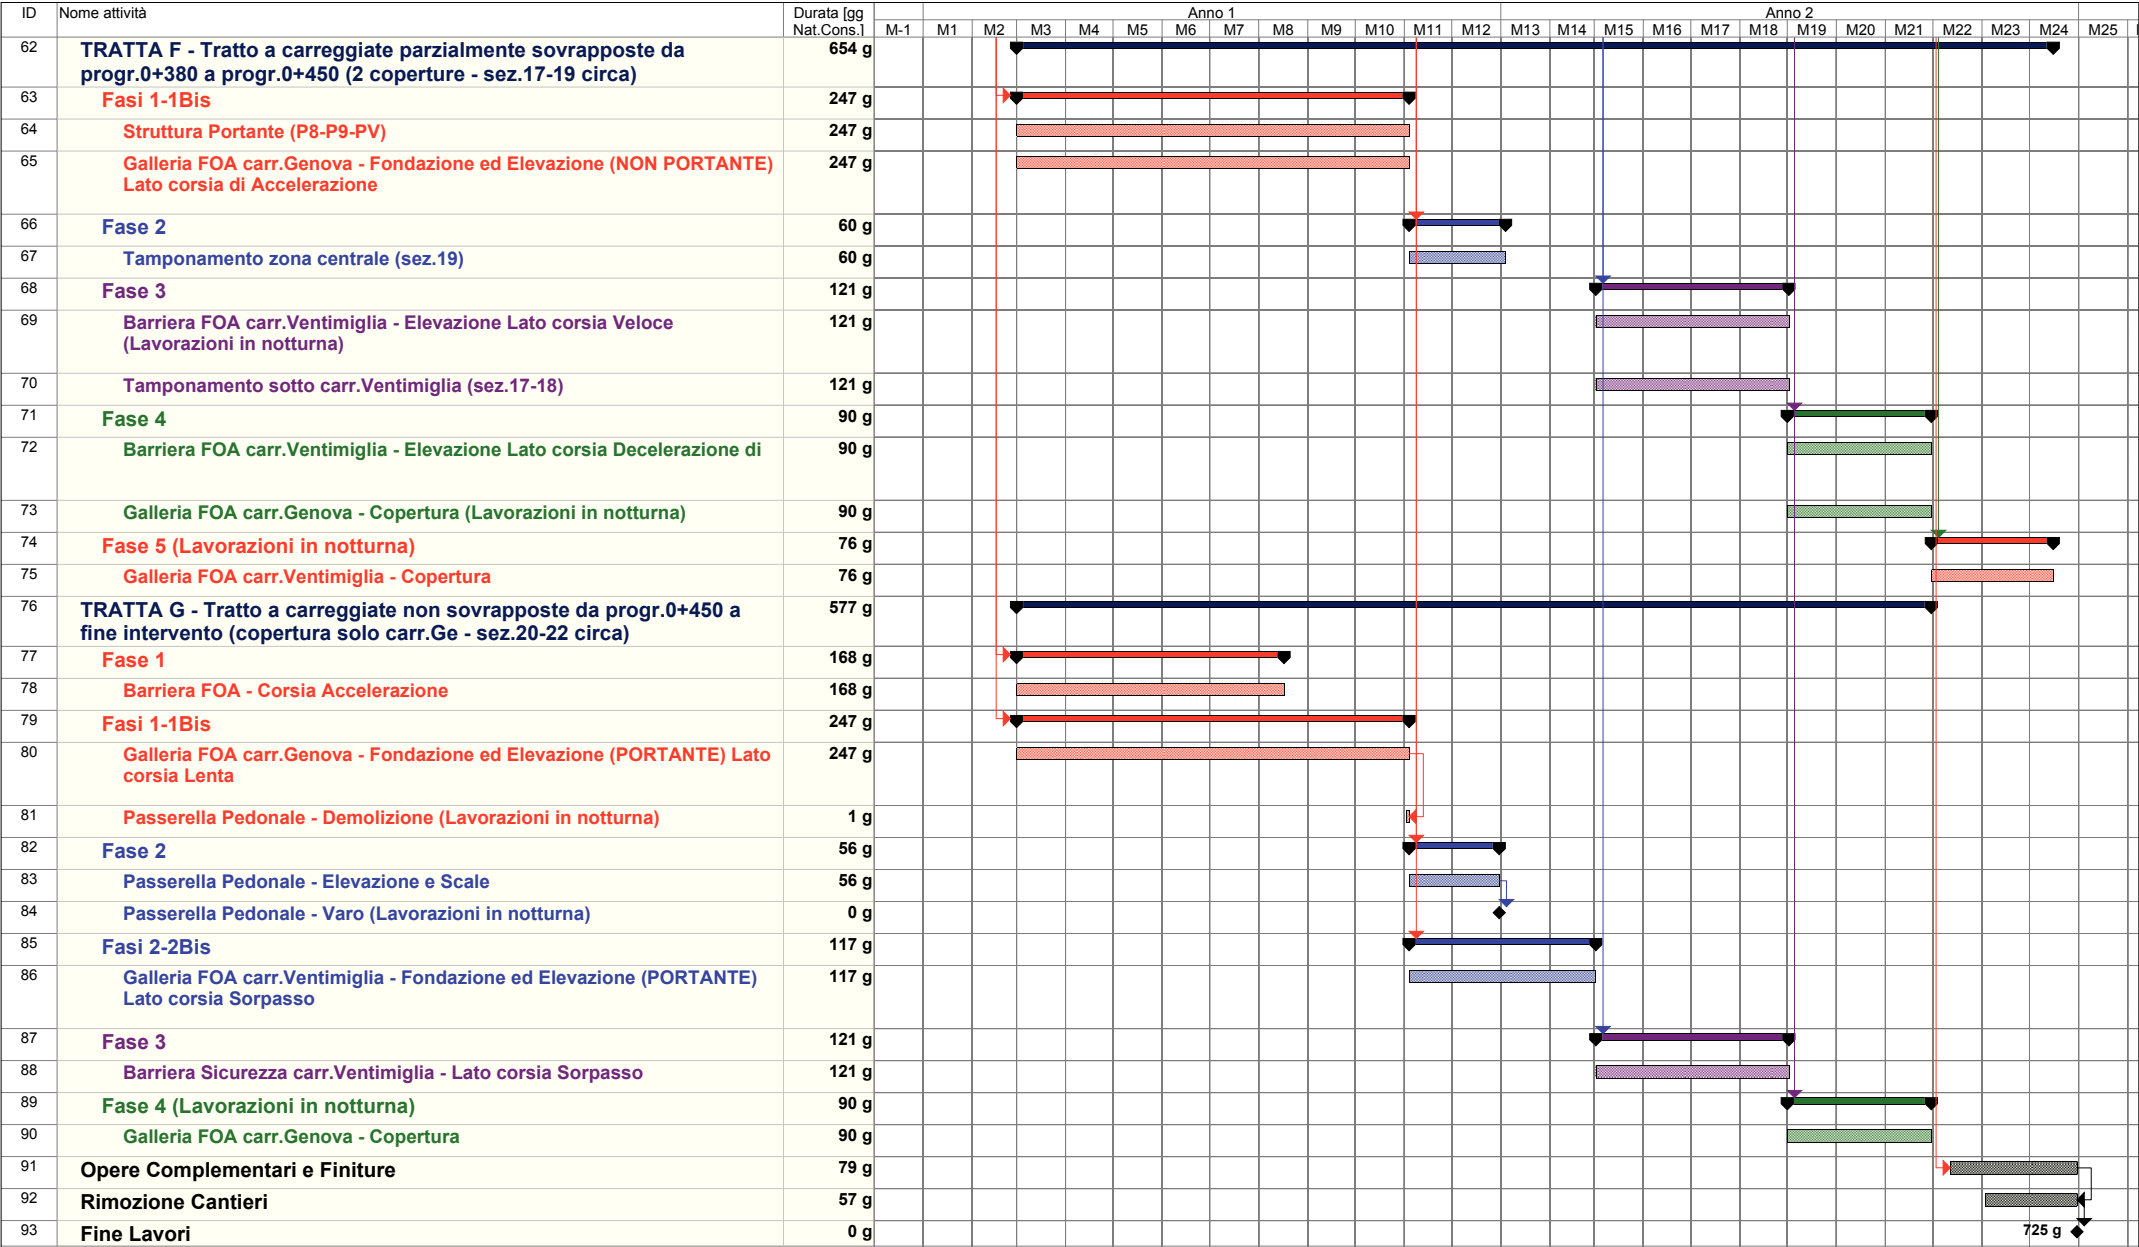 ID Nome attività Durata [gg Nat.Cons.] Anno 1 Anno 2
M-1 M1 M2 M3 M4 M5 M6 M7 M8 M9 M10 M11 M12 M13 M14 M15 M16 M17 M18 M19 M20 M21 M22 M23 M24 M25
62 TRATTA F - Tratto a carreggiate parzialmente sovrapposte da 654 g
progr.0+380 a progr.0+450 (2 coperture - sez.17-19 circa)
63 Fasi 1-1Bis 247 g
64 Struttura Portante (P8-P9-PV) 247 g
65 Galleria FOA carr.Genova - Fondazione ed Elevazione (NON PORTANTE) 247 g
Lato corsia di Accelerazione
66 Fase 2 60 g
67 Tamponamento zona centrale (sez.19) 60 g
68 Fase 3 121 g
69 Barriera FOA carr.Ventimiglia - Elevazione Lato corsia Veloce 121 g
(Lavorazioni in notturna)
70 Tamponamento sotto carr.Ventimiglia (sez.17-18) 121 g
71 Fase 4 90 g
72 Barriera FOA carr.Ventimiglia - Elevazione Lato corsia Decelerazione di 90 g
73 Galleria FOA carr.Genova - Copertura (Lavorazioni in notturna) 90 g
74 Fase 5 (Lavorazioni in notturna) 76 g
75 Galleria FOA carr.Ventimiglia - Copertura 76 g
76 TRATTA G - Tratto a carreggiate non sovrapposte da progr.0+450 a 577 g
fine intervento (copertura solo carr.Ge - sez.20-22 circa)
77 Fase 1 168 g
78 Barriera FOA - Corsia Accelerazione 168 g
79 Fasi 1-1Bis 247 g
80 Galleria FOA carr.Genova - Fondazione ed Elevazione (PORTANTE) Lato 247 g
corsia Lenta
81 Passerella Pedonale - Demolizione (Lavorazioni in notturna) 1 g
82 Fase 2 56 g
83 Passerella Pedonale - Elevazione e Scale 56 g
84 Passerella Pedonale - Varo (Lavorazioni in notturna) 0 g
85 Fasi 2-2Bis 117 g
86 Galleria FOA carr.Ventimiglia - Fondazione ed Elevazione (PORTANTE) 117 g
Lato corsia Sorpasso
87 Fase 3 121 g
88 Barriera Sicurezza carr.Ventimiglia - Lato corsia Sorpasso 121 g
89 Fase 4 (Lavorazioni in notturna) 90 g
90 Galleria FOA carr.Genova - Copertura 90 g
91 Opere Complementari e Finiture 79 g
92 Rimozione Cantieri 57 g
93 Fine Lavori 0 g 725 g